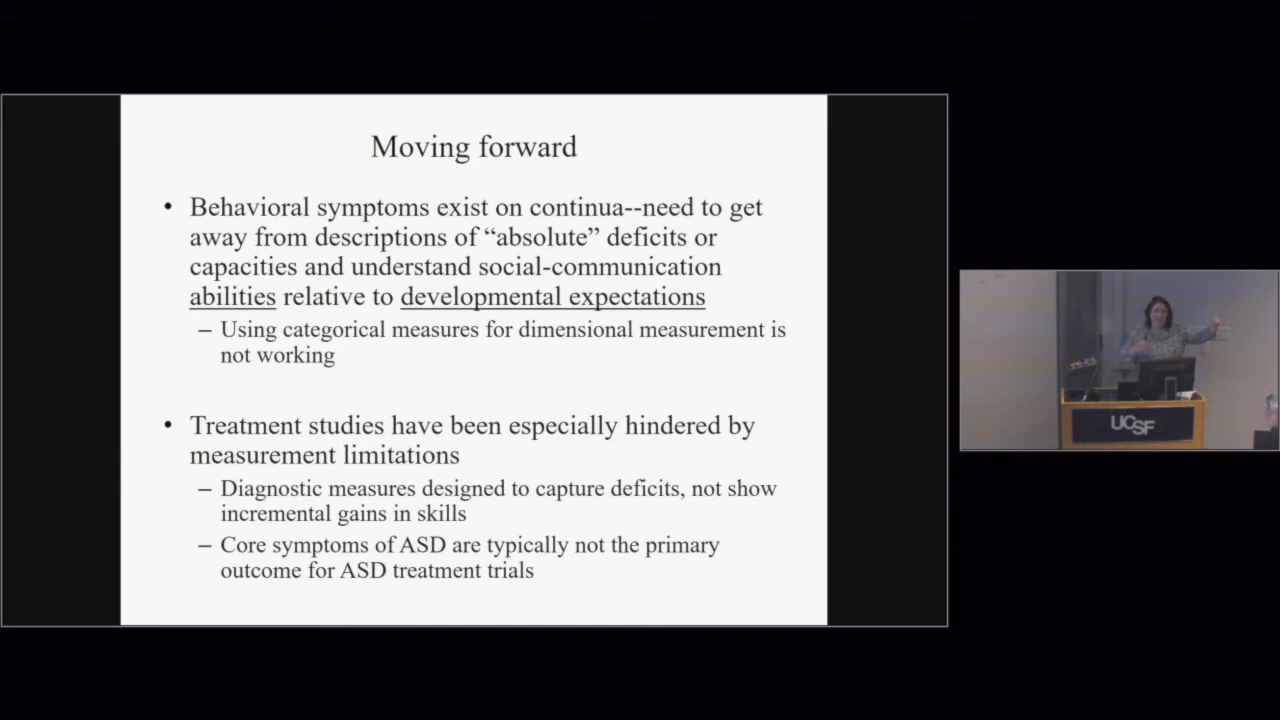 Moving forward
• Behavioral symptoms exist on continua--need to get
away from descriptions of “absolute” deficits or
capacities and understand social-communication
abilities relative to developmental expectations
– Using categorical measures for dimensional measurement is
not working
• Treatment studies have been especially hindered by
measurement limitations
– Diagnostic measures designed to capture deficits, not show
incremental gains in skills
– Core symptoms of ASD are typically not the primary
outcome for ASD treatment trials
UCSF